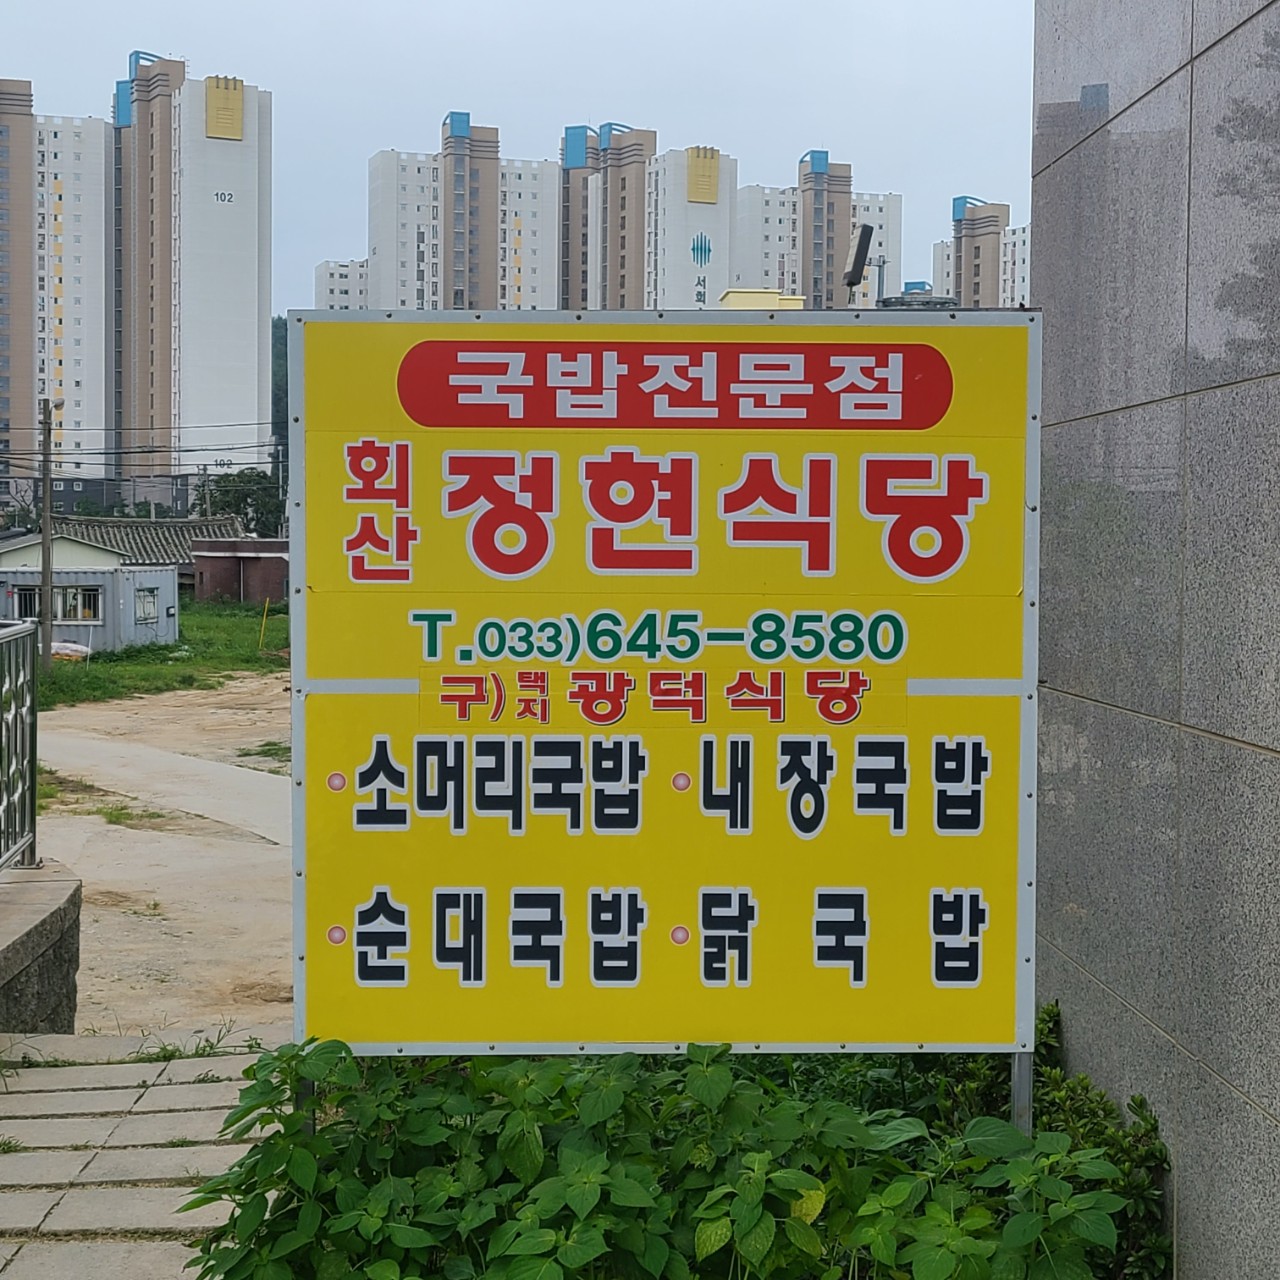 102
서희
102
국밥전문점
회산 정현식당
T.033)645-8580
구)택지 광덕식당
•소머리국밥 •내장국밥
•순대국밥 •닭국밥